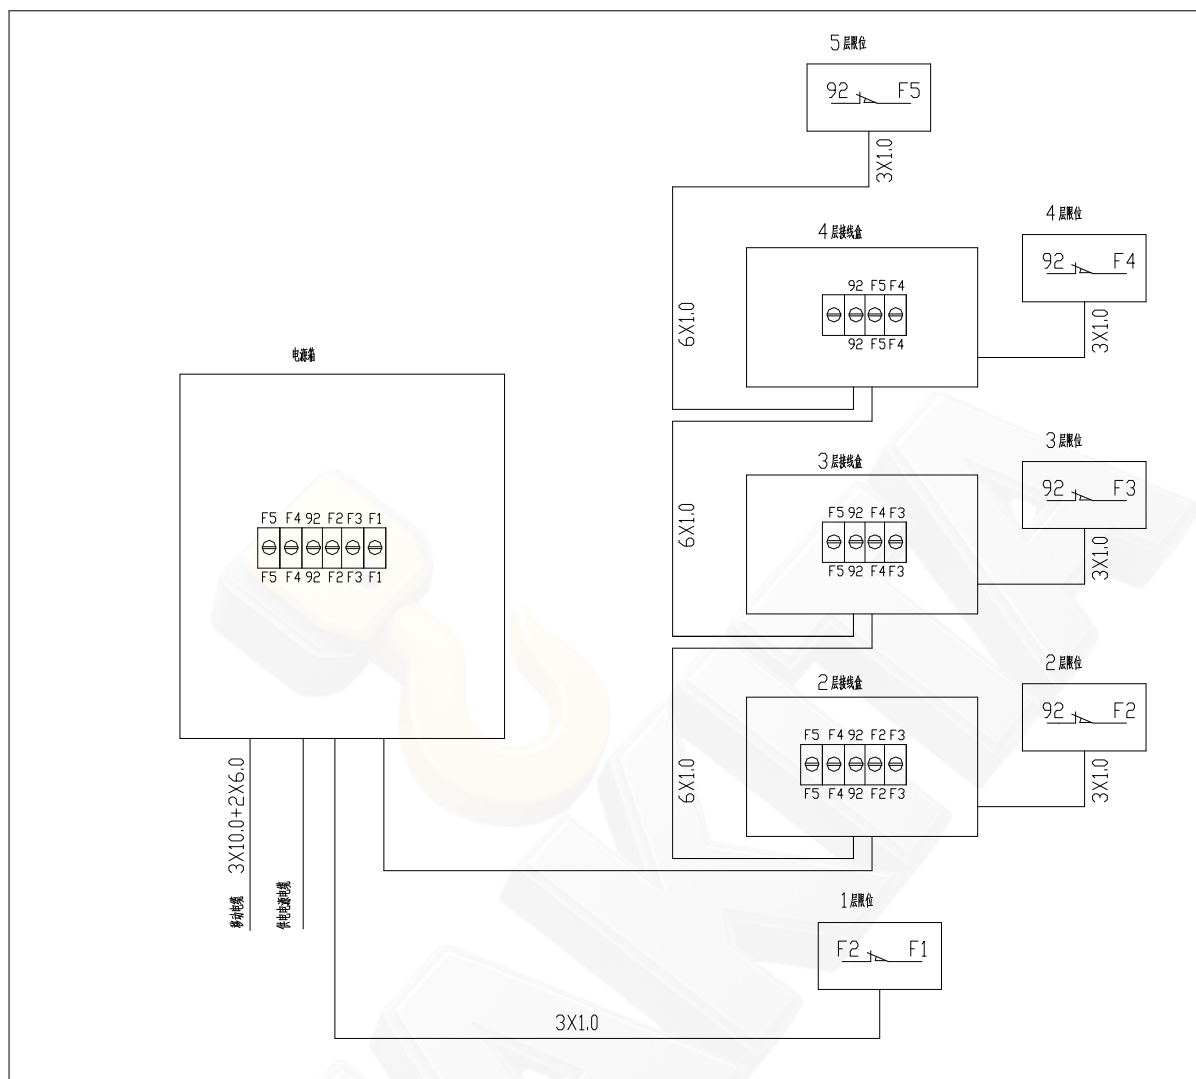 5层限位
92 F5
3X1.0
4层接线盒
4层限位
92 F5 F4
92 F5 F4
92 F4
3X1.0
6X1.0
电源箱
F5 F4 92 F2 F3 F1
F5 F4 92 F2 F3 F1
3层接线盒
3层限位
F5 92 F4 F3
F5 92 F4 F3
92 F3
3X1.0
6X1.0
2层接线盒
2层限位
F5 F4 92 F2 F3
F5 F4 92 F2 F3
92 F2
3X1.0
6X1.0
移动电缆 3X10.0+2X6.0
供电电源电缆
1层限位
F2 F1
3X1.0
MAKITA